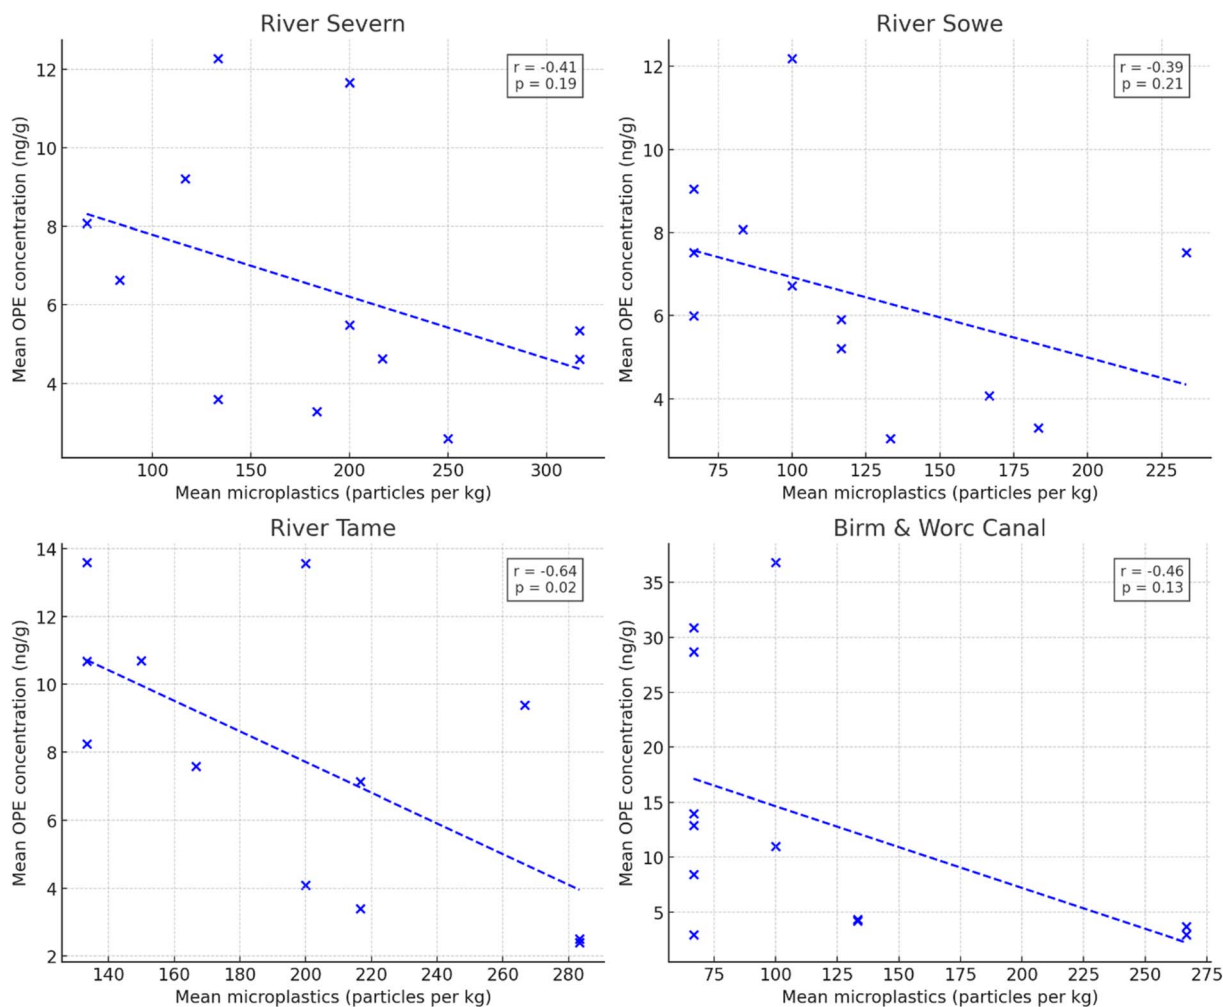 River Severn
r = -0.41
p = 0.19
Mean OPE concentration (ng/g)
12
10
8
6
4
100
150
200
250
300
Mean microplastics (particles per kg)
River Sowe
r = -0.39
p = 0.21
Mean OPE concentration (ng/g)
12
10
8
6
4
75
100
125
150
175
200
225
Mean microplastics (particles per kg)
River Tame
r = -0.64
p = 0.02
Mean OPE concentration (ng/g)
14
12
10
8
6
4
2
140
160
180
200
220
240
260
280
Mean microplastics (particles per kg)
Birm & Worc Canal
r = -0.46
p = 0.13
Mean OPE concentration (ng/g)
35
30
25
20
15
10
5
75
100
125
150
175
200
225
250
275
Mean microplastics (particles per kg)